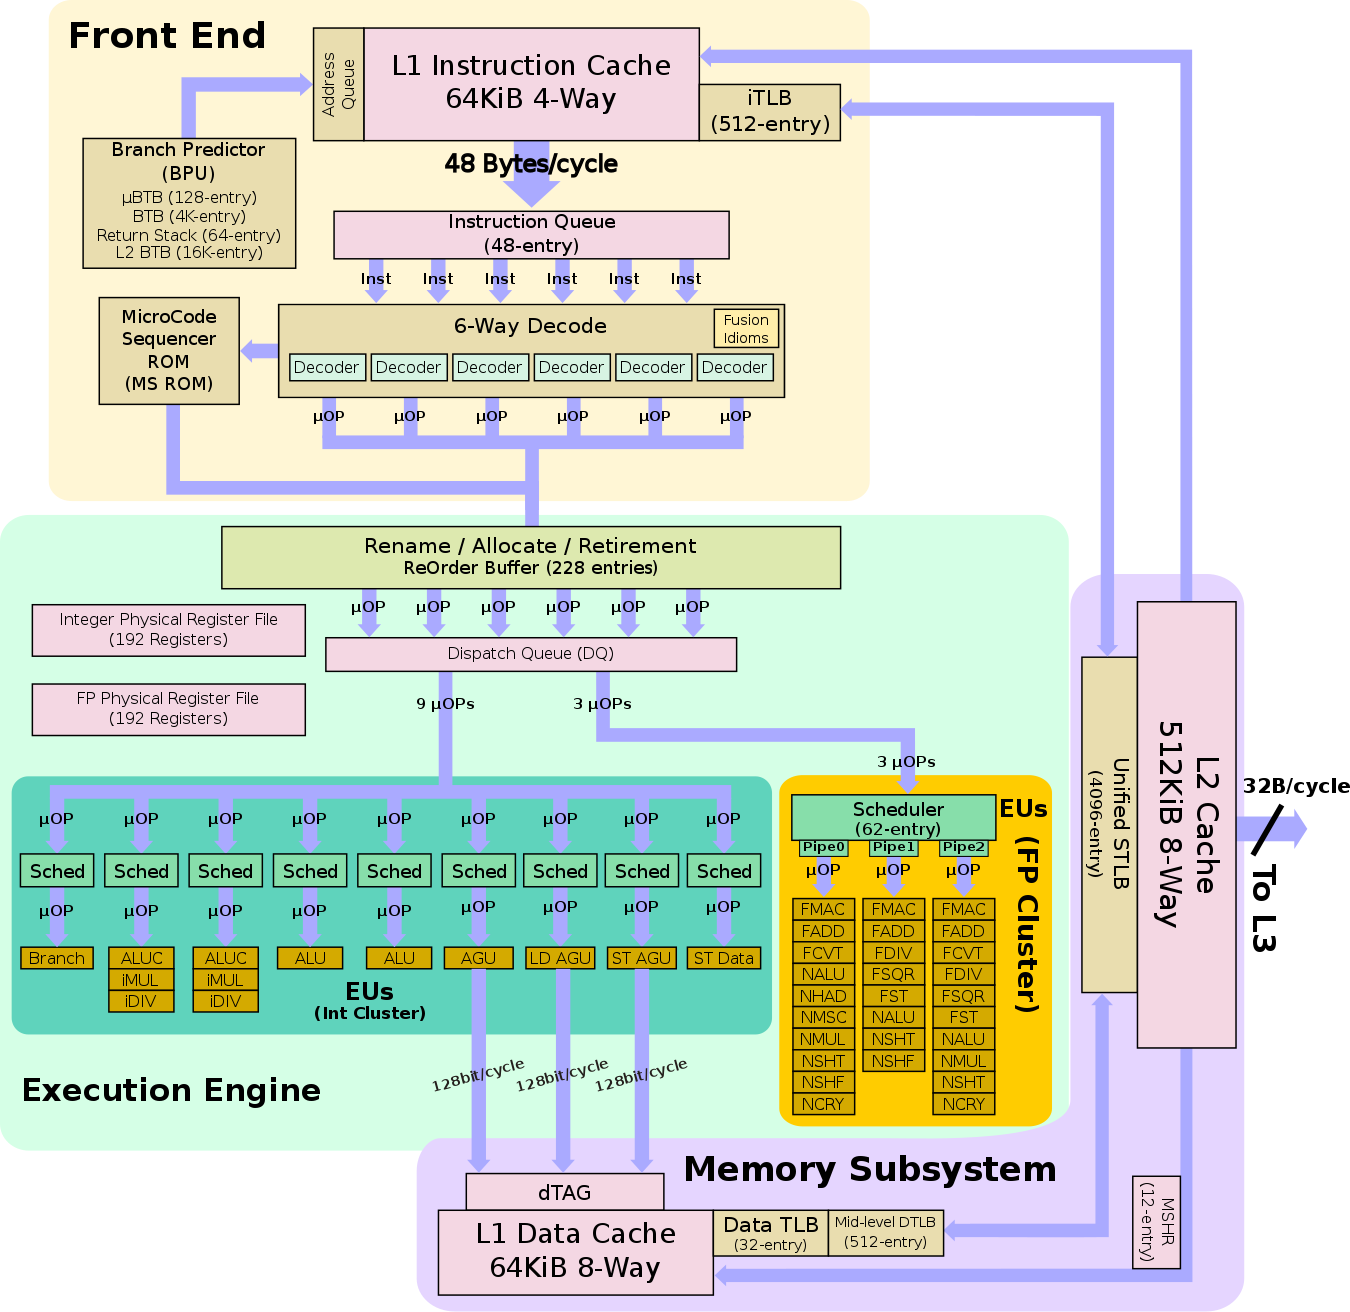 Front End
Address
Queue
L1 Instruction Cache
64KiB 4-Way
iTLB
(512-entry)
Branch Predictor
(BPU)
μBTB (128-entry)
BTB (4K-entry)
Return Stack (64-entry)
L2 BTB (16K-entry)
48 Bytes/cycle
Instruction Queue
(48-entry)
Inst Inst Inst Inst Inst Inst
MicroCode
Sequencer
ROM
(MS ROM)
6-Way Decode
Fusion
Idioms
Decoder Decoder Decoder Decoder Decoder Decoder
μOP μOP μOP μOP μOP μOP
Rename / Allocate / Retirement
ReOrder Buffer (228 entries)
μOP μOP μOP μOP μOP μOP
Integer Physical Register File
(192 Registers)
Dispatch Queue (DQ)
FP Physical Register File
(192 Registers)
9 μOPs
3 μOPs
3 μOPs
μOP μOP μOP μOP μOP μOP μOP μOP μOP
Sched Sched Sched Sched Sched Sched Sched Sched Sched
μOP μOP μOP μOP μOP μOP μOP μOP μOP
Branch ALUC ALUC ALU ALU AGU LD AGU ST AGU ST Data
iMUL iMUL
iDIV iDIV
EUs
(Int Cluster)
Scheduler
(62-entry)
EUs
(FP Cluster)
Pipe0 Pipe1 Pipe2
μOP μOP μOP
FMAC FMAC FMAC
FADD FADD FADD
FCVT FDIV FCVT
NALU FSQR FDIV
NHAD FST FSQR
NMSC NALU FST
NMUL NSHT NALU
NSHT NSHF NMUL
NSHF NSHT
NCRY NCRY
128bit/cycle 128bit/cycle 128bit/cycle
Execution Engine
Unified STLB
(4096-entry)
L2 Cache
512KiB 8-Way
32B/cycle
To L3
Memory Subsystem
dTAG
L1 Data Cache
64KiB 8-Way
Data TLB
(32-entry)
Mid-level DTLB
(512-entry)
MSHR
(12-entry)